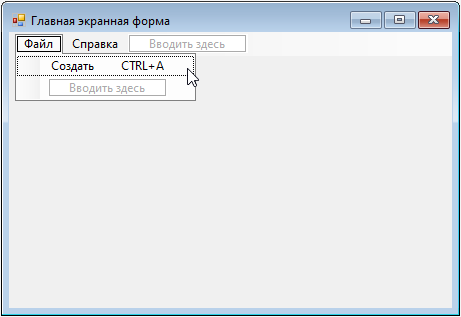 Главная экранная форма
Файл Справка Вводить здесь
Создать CTRL+A
Вводить здесь